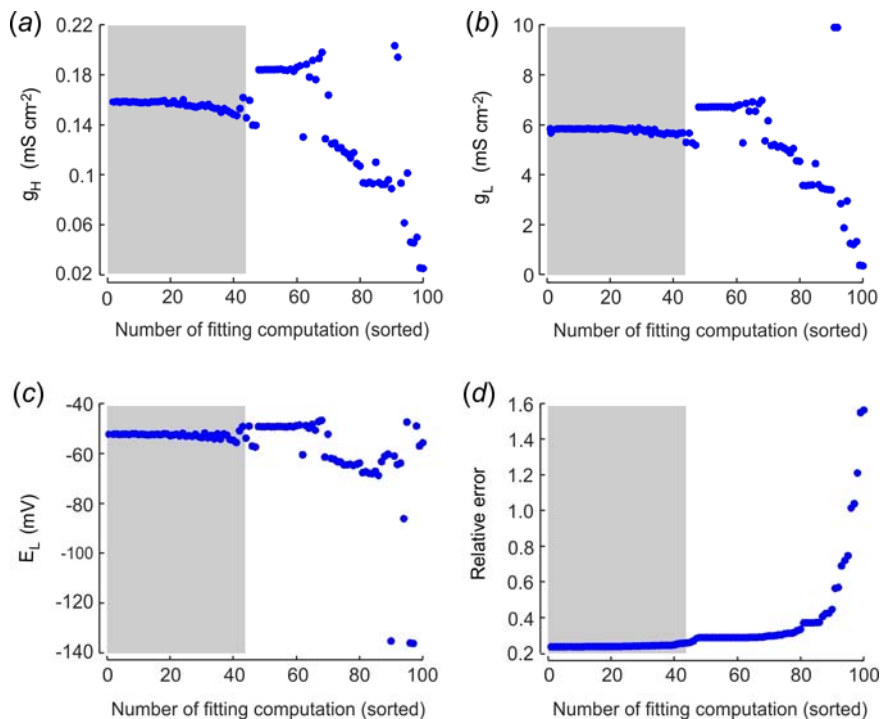 (a)
0.22
0.18
0.14
0.1
0.06
0.02
g_H (mS cm⁻²)
0 20 40 60 80 100
Number of fitting computation (sorted)
(b)
10
8
6
4
2
0
g_L (mS cm⁻²)
0 20 40 60 80 100
Number of fitting computation (sorted)
(c)
-40
-60
-80
-100
-120
-140
E_L (mV)
0 20 40 60 80 100
Number of fitting computation (sorted)
(d)
1.6
1.4
1.2
1.0
0.8
0.6
0.4
0.2
Relative error
0 20 40 60 80 100
Number of fitting computation (sorted)